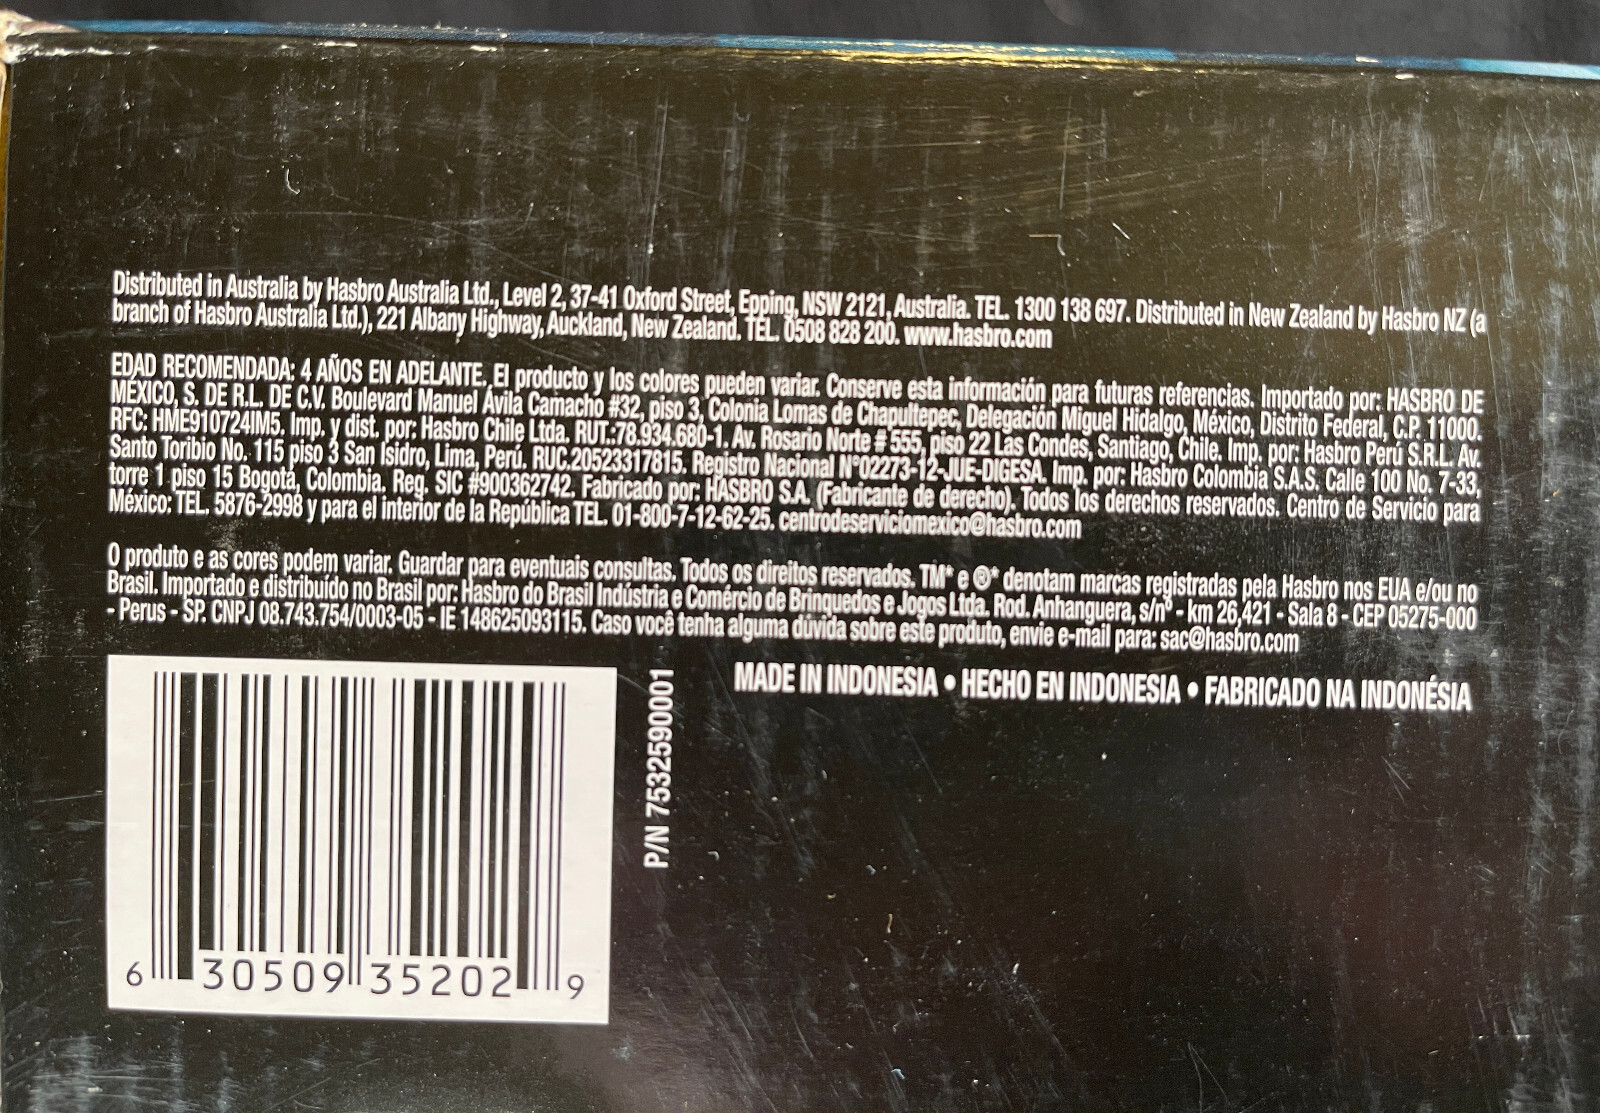 Distributed in Australia by Hasbro Australia Ltd., Level 2, 37-41 Oxford Street, Epping, NSW 2121, Australia. TEL. 1300 138 697. Distributed in New Zealand by Hasbro NZ (a
branch of Hasbro Australia Ltd.), 221 Albany Highway, Auckland, New Zealand. TEL. 0508 828 200. www.hasbro.com
EDAD RECOMENDADA: 4 AÑOS EN ADELANTE. El producto y los colores pueden variar. Conserve esta información para futuras referencias. Importado por: HASBRO DE
MÉXICO, S. DE R.L. DE C.V. Boulevard Manuel Ávila Camacho #32, piso 3, Colonia Lomas de Chapultepec, Delegación Miguel Hidalgo, México, Distrito Federal, C.P. 11000.
RFC: HME910724IM5. Imp. y dist. por: Hasbro Chile Ltda. RUT.:78.934.680-1. Av. Rosario Norte # 555, piso 22 Las Condes, Santiago, Chile. Imp. por: Hasbro Perú S.R.L. Av.
Santo Toribio No. 115 piso 3 San Isidro, Lima, Perú. RUC.20523317815. Registro Nacional N°02273-12-JUE-DIGESA. Imp. por: Hasbro Colombia S.A.S. Calle 100 No. 7-33,
torre 1 piso 15 Bogotá, Colombia. Reg. SIC #900362742. Fabricado por: HASBRO S.A. (Fabricante de derecho). Todos los derechos reservados. Centro de Servicio para
México: TEL. 5876-2998 y para el interior de la República TEL. 01-800-7-12-62-25. centrodeserviciomexico@hasbro.com
O produto e as cores podem variar. Guardar para eventuais consultas. Todos os direitos reservados. TM* e ®* denotam marcas registradas pela Hasbro nos EUA e/ou no
Brasil. Importado e distribuído no Brasil por: Hasbro do Brasil Indústria e Comércio de Brinquedos e Jogos Ltda. Rod. Anhanguera, s/nº - km 26,421 - Sala 8 - CEP 05275-000
- Perus - SP. CNPJ 08.743.754/0003-05 - IE 148625093115. Caso você tenha alguma dúvida sobre este produto, envie e-mail para: sac@hasbro.com
MADE IN INDONESIA • HECHO EN INDONESIA • FABRICADO NA INDONÉSIA
P/N 7532590001
6 30509 35202 9